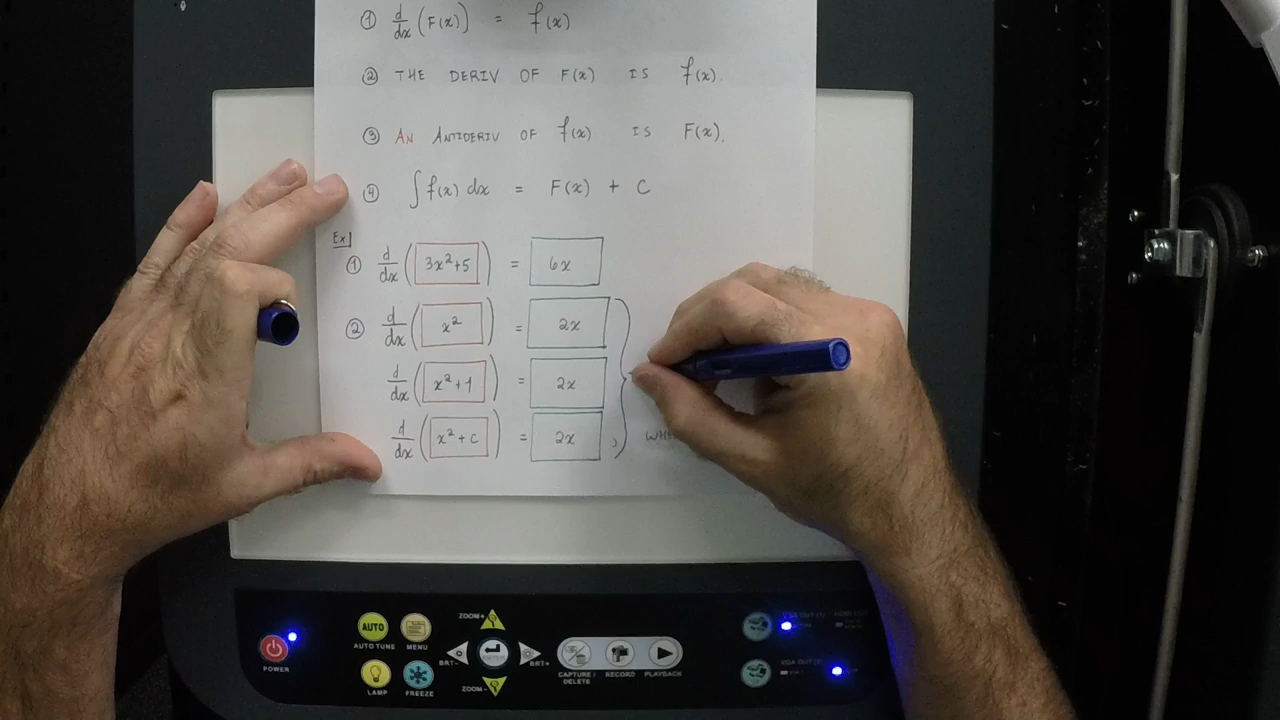 ① d/dx (F(x)) = f(x)
② THE DERIV OF F(x) IS f(x).
③ AN ANTIDERIV OF f(x) IS F(x).
④ ∫f(x) dx = F(x) + C
Ex
① d/dx (3x²+5) = 6x
② d/dx (x²) = 2x
d/dx (x²+1) = 2x
d/dx (x²+C) = 2x ,
AUTO
AUTO TUNE
MENU
ZOOM+
POWER
BRT-
ENTER
BRT+
CAPTURE / DELETE
RECORD
PLAYBACK
LAMP
FREEZE
ZOOM-